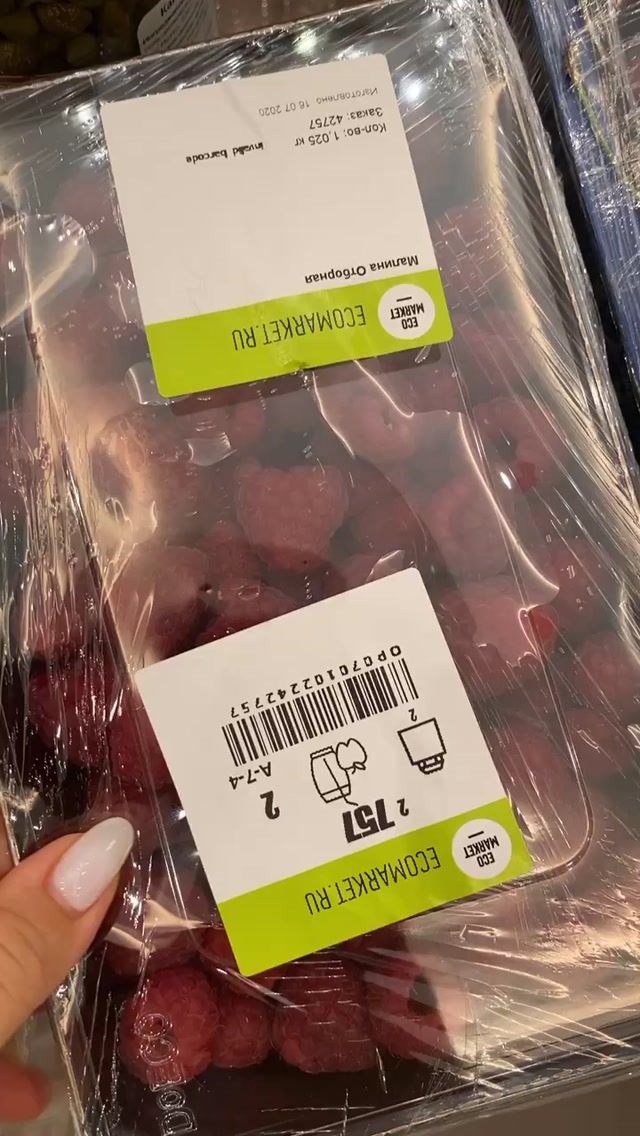 ECO
MARKET
ECOMARKET.RU
Малина Отборная
invalid barcode
Кол-во: 1,025 кг
Заказ: 42757
Изготовлено 16 07 2020
ECO
MARKET
ECOMARKET.RU
2 757
2
2
A-7-4
OP070102242757